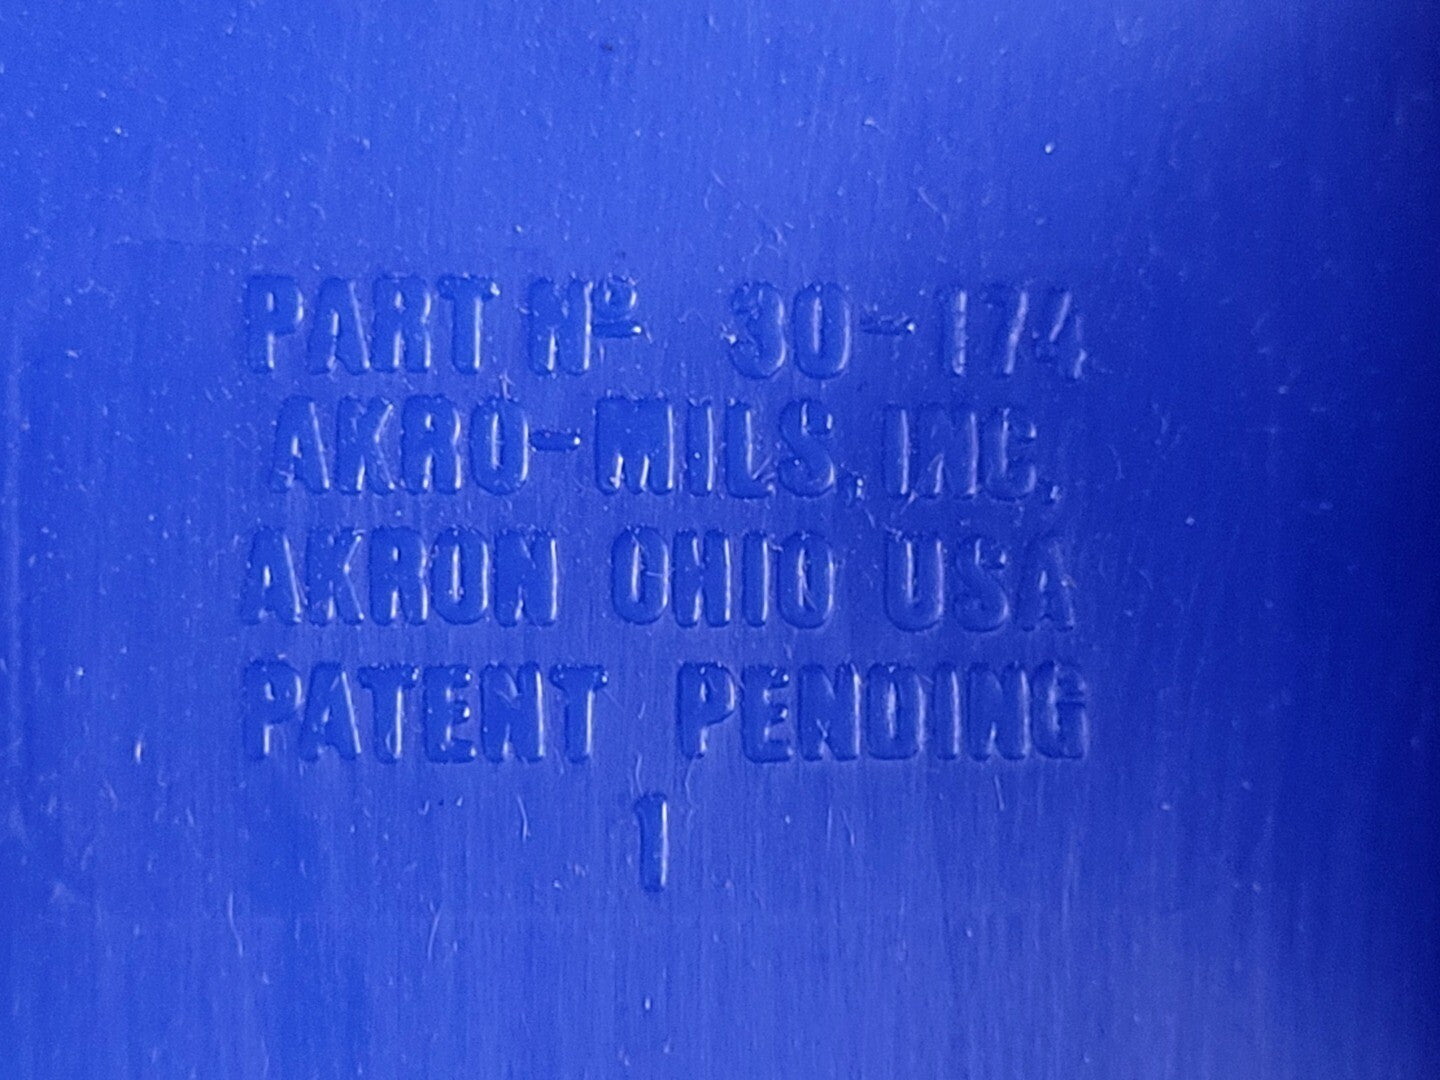 PART Nº 30-174
AKRO-MILS, INC.
AKRON OHIO USA
PATENT PENDING
1